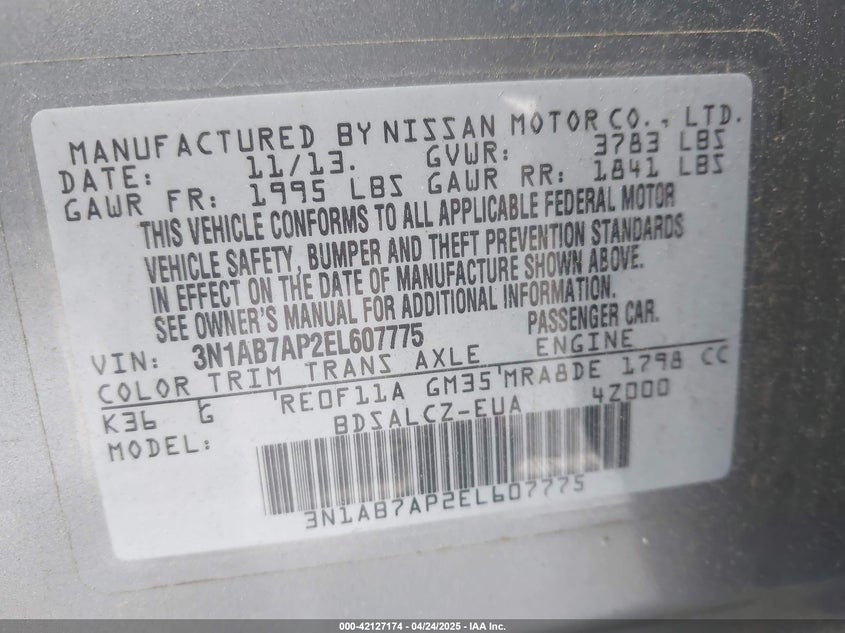 MANUFACTURED BY NISSAN MOTOR CO., LTD.
DATE: 11/13. GVWR: 3783 LBS
GAWR FR: 1995 LBS GAWR RR: 1841 LBS
THIS VEHICLE CONFORMS TO ALL APPLICABLE FEDERAL MOTOR
VEHICLE SAFETY, BUMPER AND THEFT PREVENTION STANDARDS
IN EFFECT ON THE DATE OF MANUFACTURE SHOWN ABOVE.
SEE OWNER'S MANUAL FOR ADDITIONAL INFORMATION.
VIN: 3N1AB7AP2EL607775 PASSENGER CAR.
COLOR TRIM TRANS AXLE ENGINE
K36 G RE0F11A GM35 MRA8DE 1798 CC
MODEL: BDSALCZ-EUA 4Z000
3N1AB7AP2EL607775
000-42127174 | 04/24/2025 - IAA Inc.